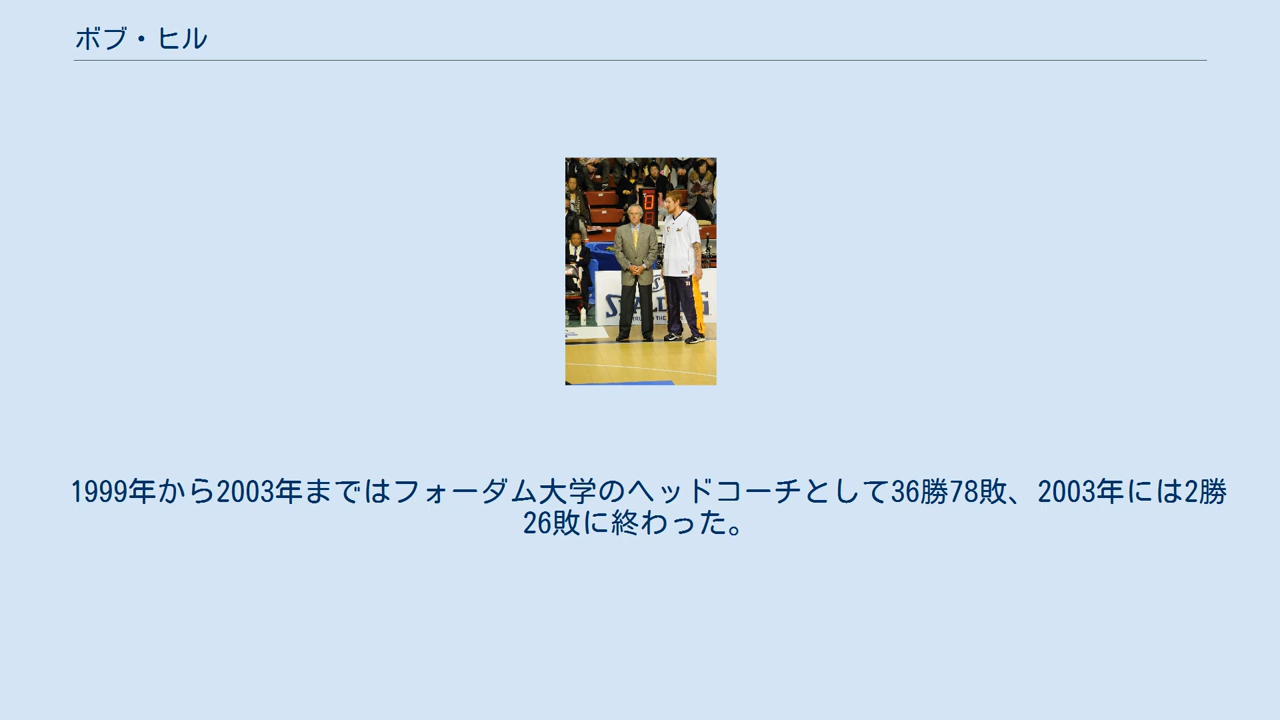 ボブ・ヒル
SPALDING
1999年から2003年まではフォーダム大学のヘッドコーチとして36勝78敗、2003年には2勝
26敗に終わった。